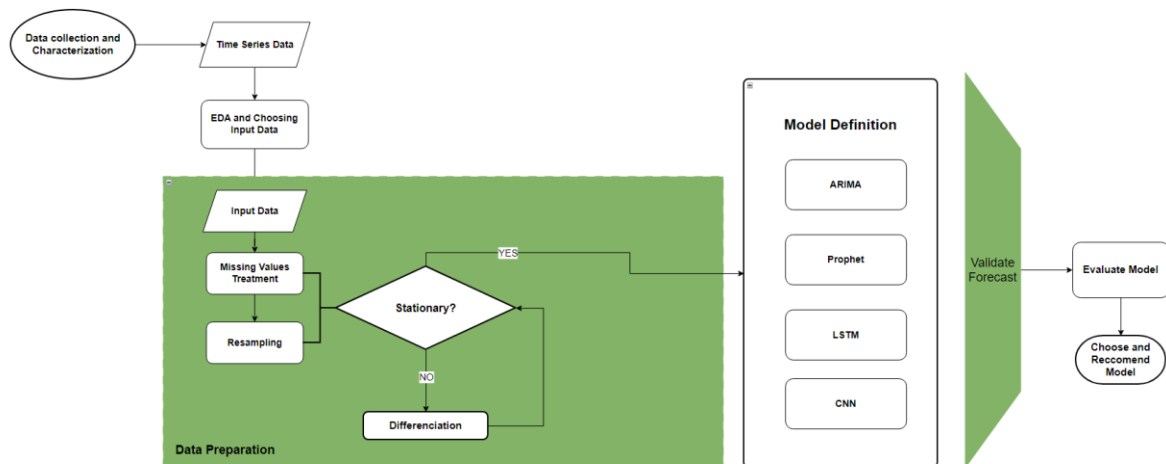 Data collection and
Characterization
Time Series Data
EDA and Choosing
Input Data
Input Data
Missing Values
Treatment
Resampling
Stationary?
YES
NO
Differenciation
Data Preparation
Model Definition
ARIMA
Prophet
LSTM
CNN
Validate
Forecast
Evaluate Model
Choose and
Reccomend
Model